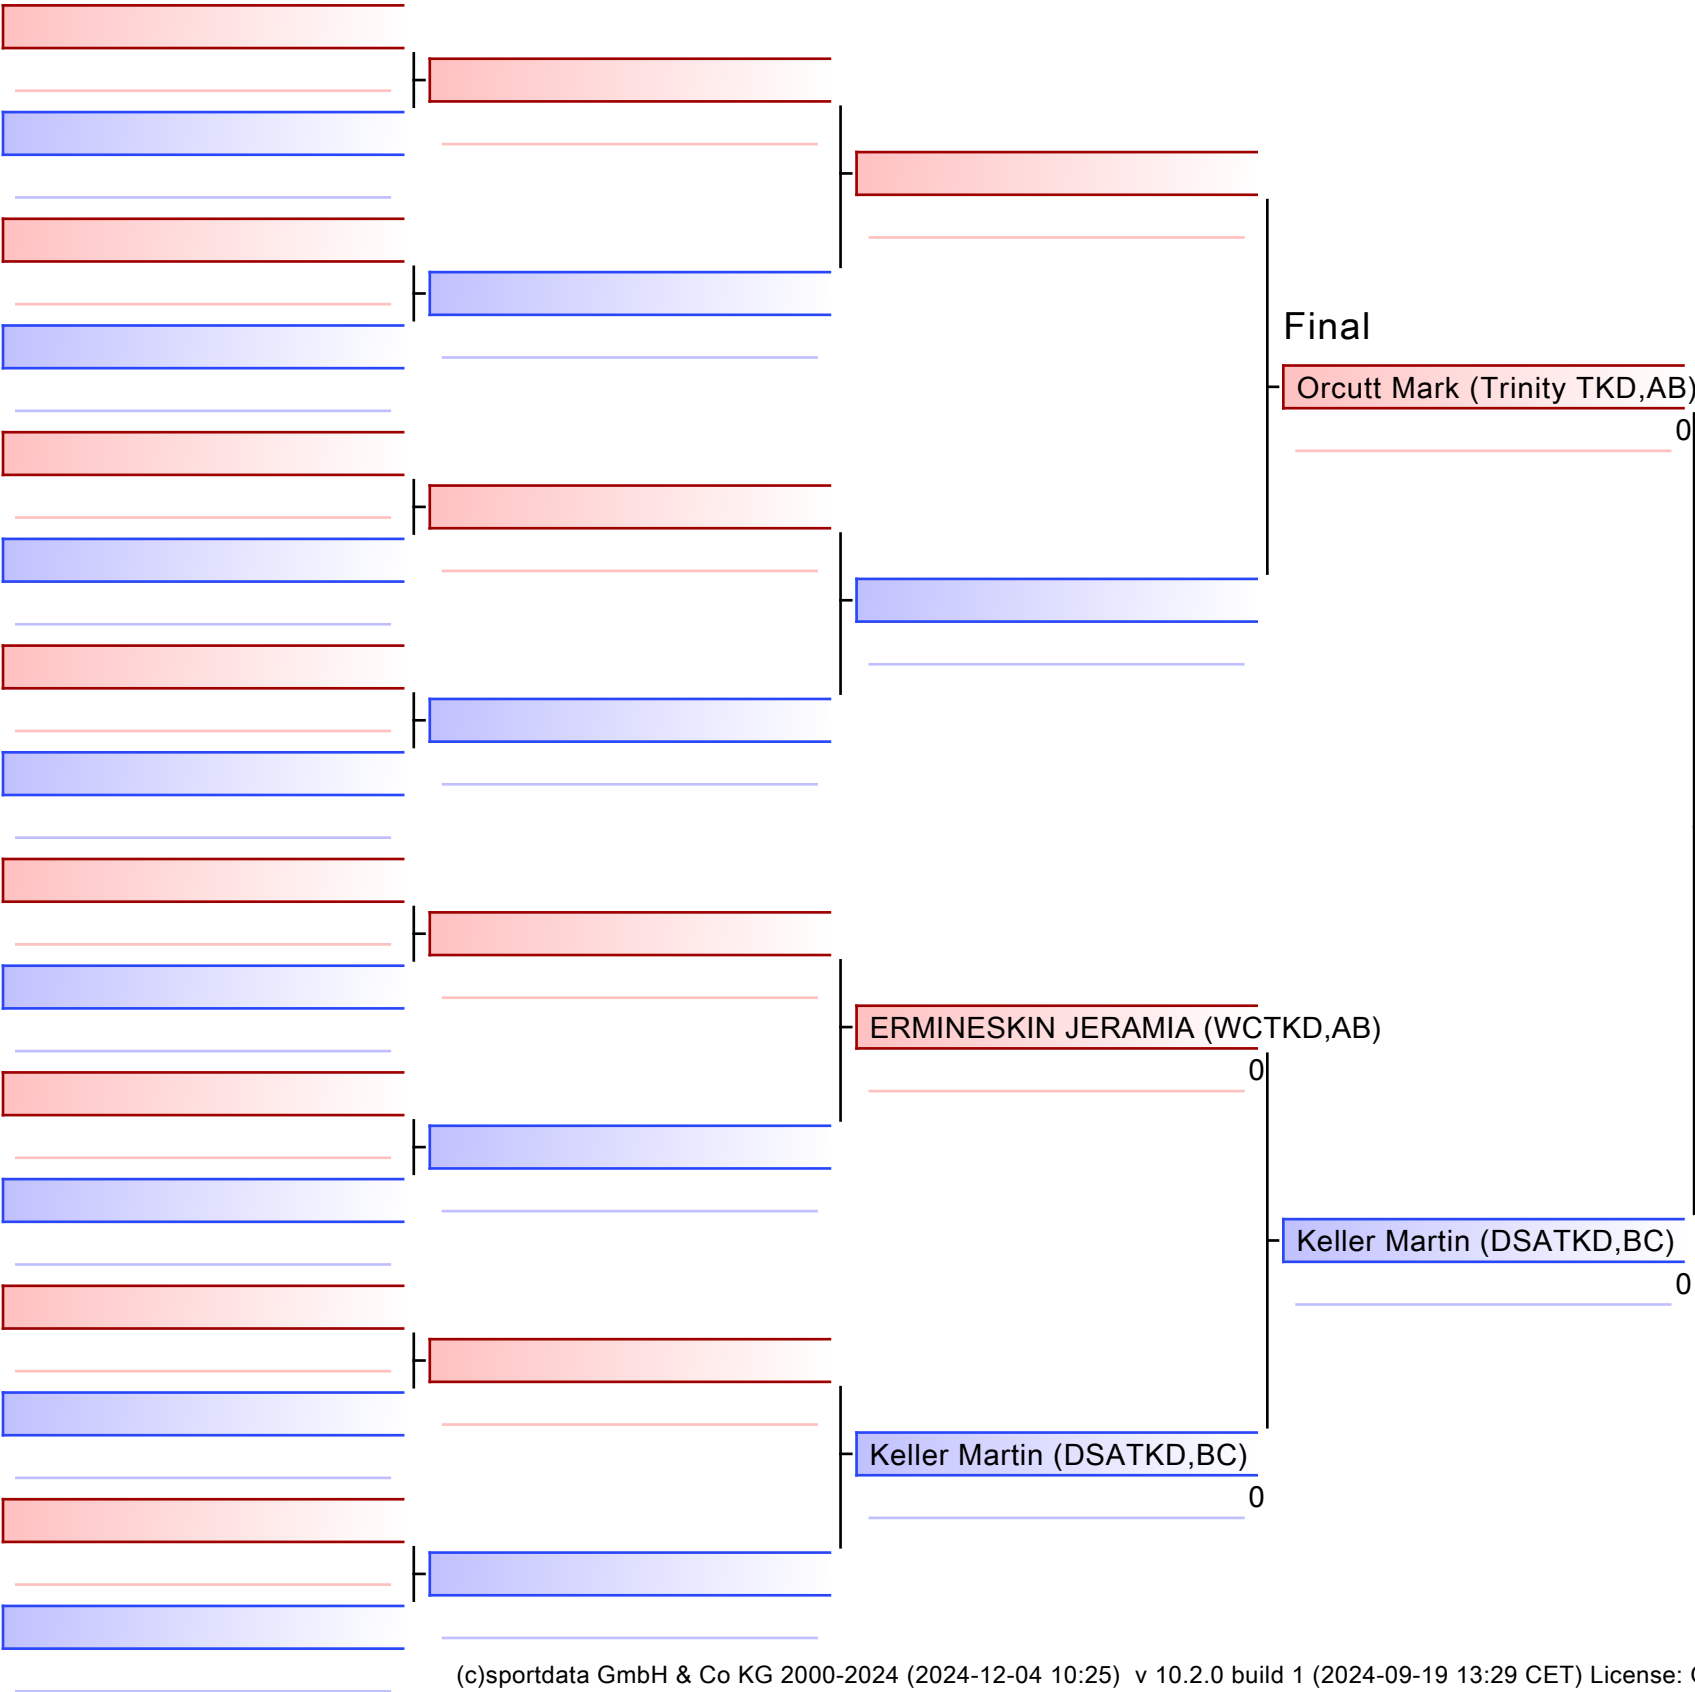 Final
Orcutt Mark (Trinity TKD,AB)
0
ERMINESKIN JERAMIA (WCTKD,AB)
0
Keller Martin (DSATKD,BC)
0
Keller Martin (DSATKD,BC)
0
(c)sportdata GmbH & Co KG 2000-2024 (2024-12-04 10:25) v 10.2.0 build 1 (2024-09-19 13:29 CET) License: